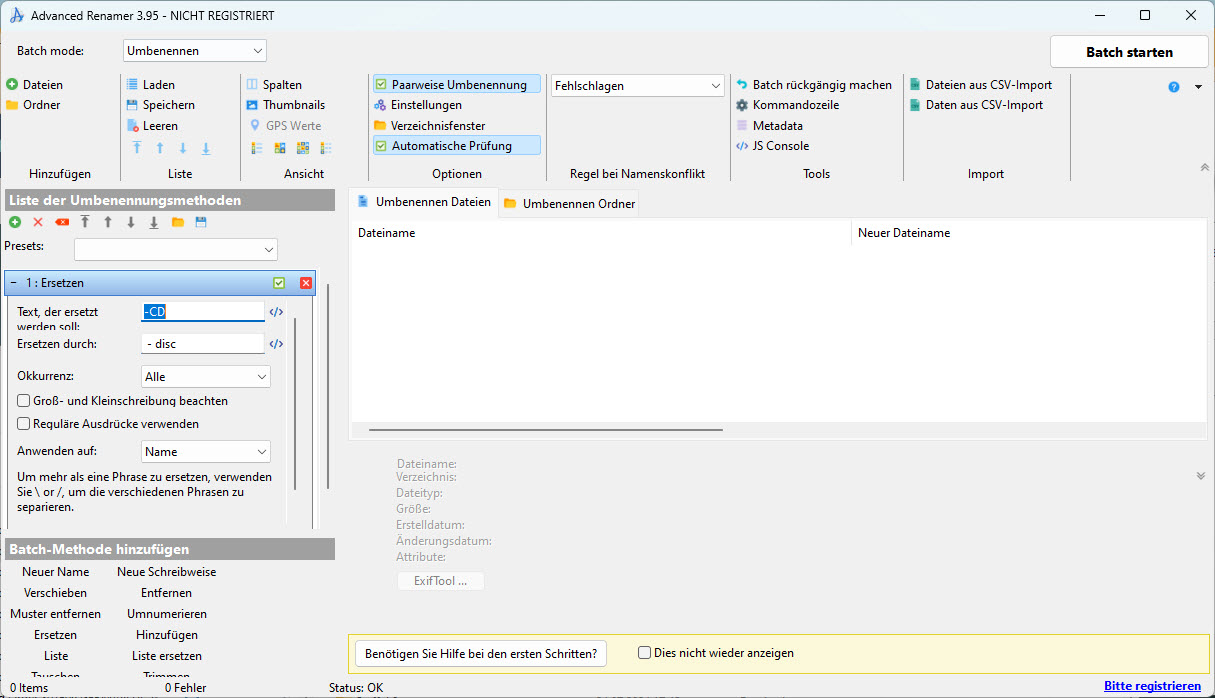 Advanced Renamer 3.95 - NICHT REGISTRIERT
Batch mode:
Umbenennen
Batch starten
Dateien
Ordner
Hinzufügen
Laden
Speichern
Leeren
Liste
Spalten
Thumbnails
GPS Werte
Ansicht
Paarweise Umbenennung
Einstellungen
Verzeichnisfenster
Automatische Prüfung
Optionen
Fehlschlagen
Regel bei Namenskonflikt
Batch rückgängig machen
Kommandozeile
Metadata
JS Console
Tools
Dateien aus CSV-Import
Daten aus CSV-Import
Import
Liste der Umbenennungsmethoden
Presets:
1 : Ersetzen
Text, der ersetzt
werden soll:
-CD
Ersetzen durch:
- disc
Okkurrenz:
Alle
Groß- und Kleinschreibung beachten
Reguläre Ausdrücke verwenden
Anwenden auf:
Name
Um mehr als eine Phrase zu ersetzen, verwenden
Sie \ or /, um die verschiedenen Phrasen zu
separieren.
Batch-Methode hinzufügen
Neuer Name
Neue Schreibweise
Verschieben
Entfernen
Muster entfernen
Umnumerieren
Ersetzen
Hinzufügen
Liste
Liste ersetzen
Tauschen
Trimmen
Umbenennen Dateien
Umbenennen Ordner
Dateiname
Neuer Dateiname
Dateiname:
Verzeichnis:
Dateityp:
Größe:
Erstelldatum:
Änderungsdatum:
Attribute:
ExifTool ...
Benötigen Sie Hilfe bei den ersten Schritten?
Dies nicht wieder anzeigen
0 Items
0 Fehler
Status: OK
Bitte registrieren